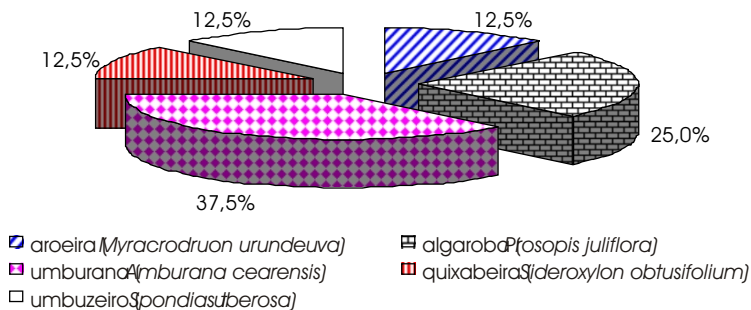 12,5% 12,5%
12,5%
25,0%
37,5%
aroeira (Myracrodruon urundeuva) algaroba (Prosopis juliflora)
umburana (Amburana cearensis) quixabeira (Sideroxylon obtusifolium)
umbuzeiro (Spondias tuberosa)